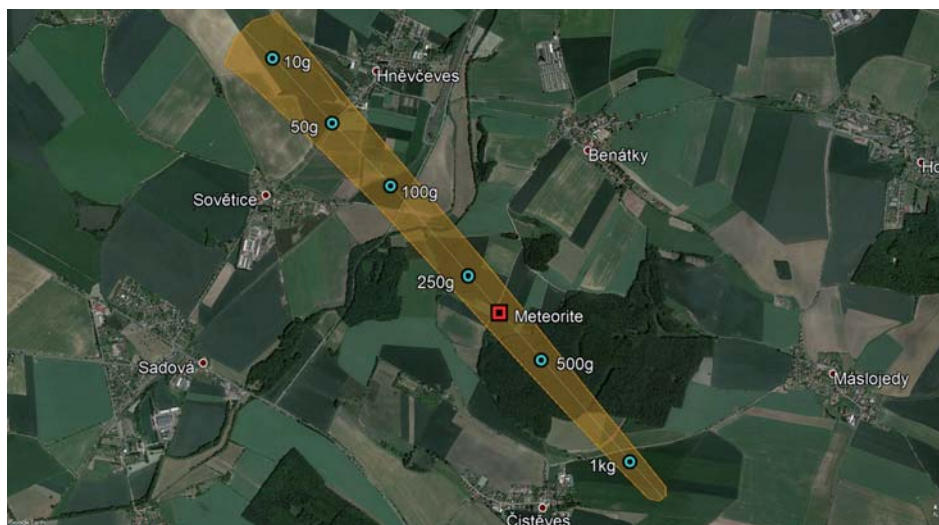 10g
Hněvčeves
50g
Benátky
Ho
100g
Sovětice
250g
Meteorite
Sadová
500g
Máslojedy
1kg
Čistěves